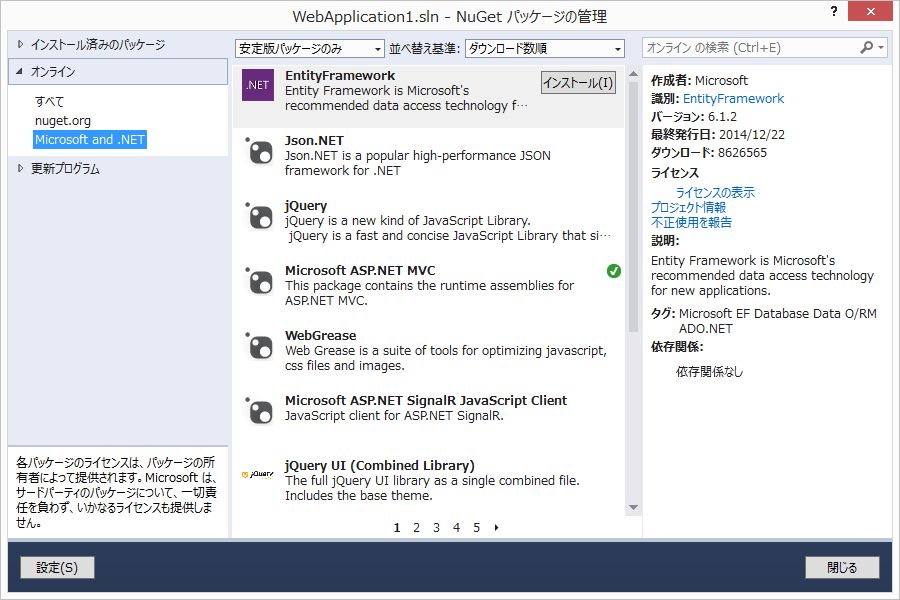 WebApplication1.sln - NuGet パッケージの管理
?
インストール済みのパッケージ
オンライン
すべて
nuget.org
Microsoft and .NET
更新プログラム
各パッケージのライセンスは、パッケージの所
有者によって提供されます。Microsoft は、
サードパーティのパッケージについて、一切責
任を負わず、いかなるライセンスも提供しま
せん。
安定版パッケージのみ
並べ替え基準:
ダウンロード数順
.NET
EntityFramework
Entity Framework is Microsoft's
recommended data access technology f…
インストール(I)
Json.NET
Json.NET is a popular high-performance JSON
framework for .NET
jQuery
jQuery is a new kind of JavaScript Library.
jQuery is a fast and concise JavaScript Library that si…
Microsoft ASP.NET MVC
This package contains the runtime assemblies for
ASP.NET MVC.
WebGrease
Web Grease is a suite of tools for optimizing javascript,
css files and images.
Microsoft ASP.NET SignalR JavaScript Client
JavaScript client for ASP.NET SignalR.
jQuery
jQuery UI (Combined Library)
The full jQuery UI library as a single combined file.
Includes the base theme.
1 2 3 4 5
オンライン の検索 (Ctrl+E)
作成者: Microsoft
識別: EntityFramework
バージョン: 6.1.2
最終発行日: 2014/12/22
ダウンロード: 8626565
ライセンス
ライセンスの表示
プロジェクト情報
不正使用を報告
説明:
Entity Framework is Microsoft's
recommended data access technology
for new applications.
タグ: Microsoft EF Database Data O/RM
ADO.NET
依存関係:
依存関係なし
設定(S)
閉じる